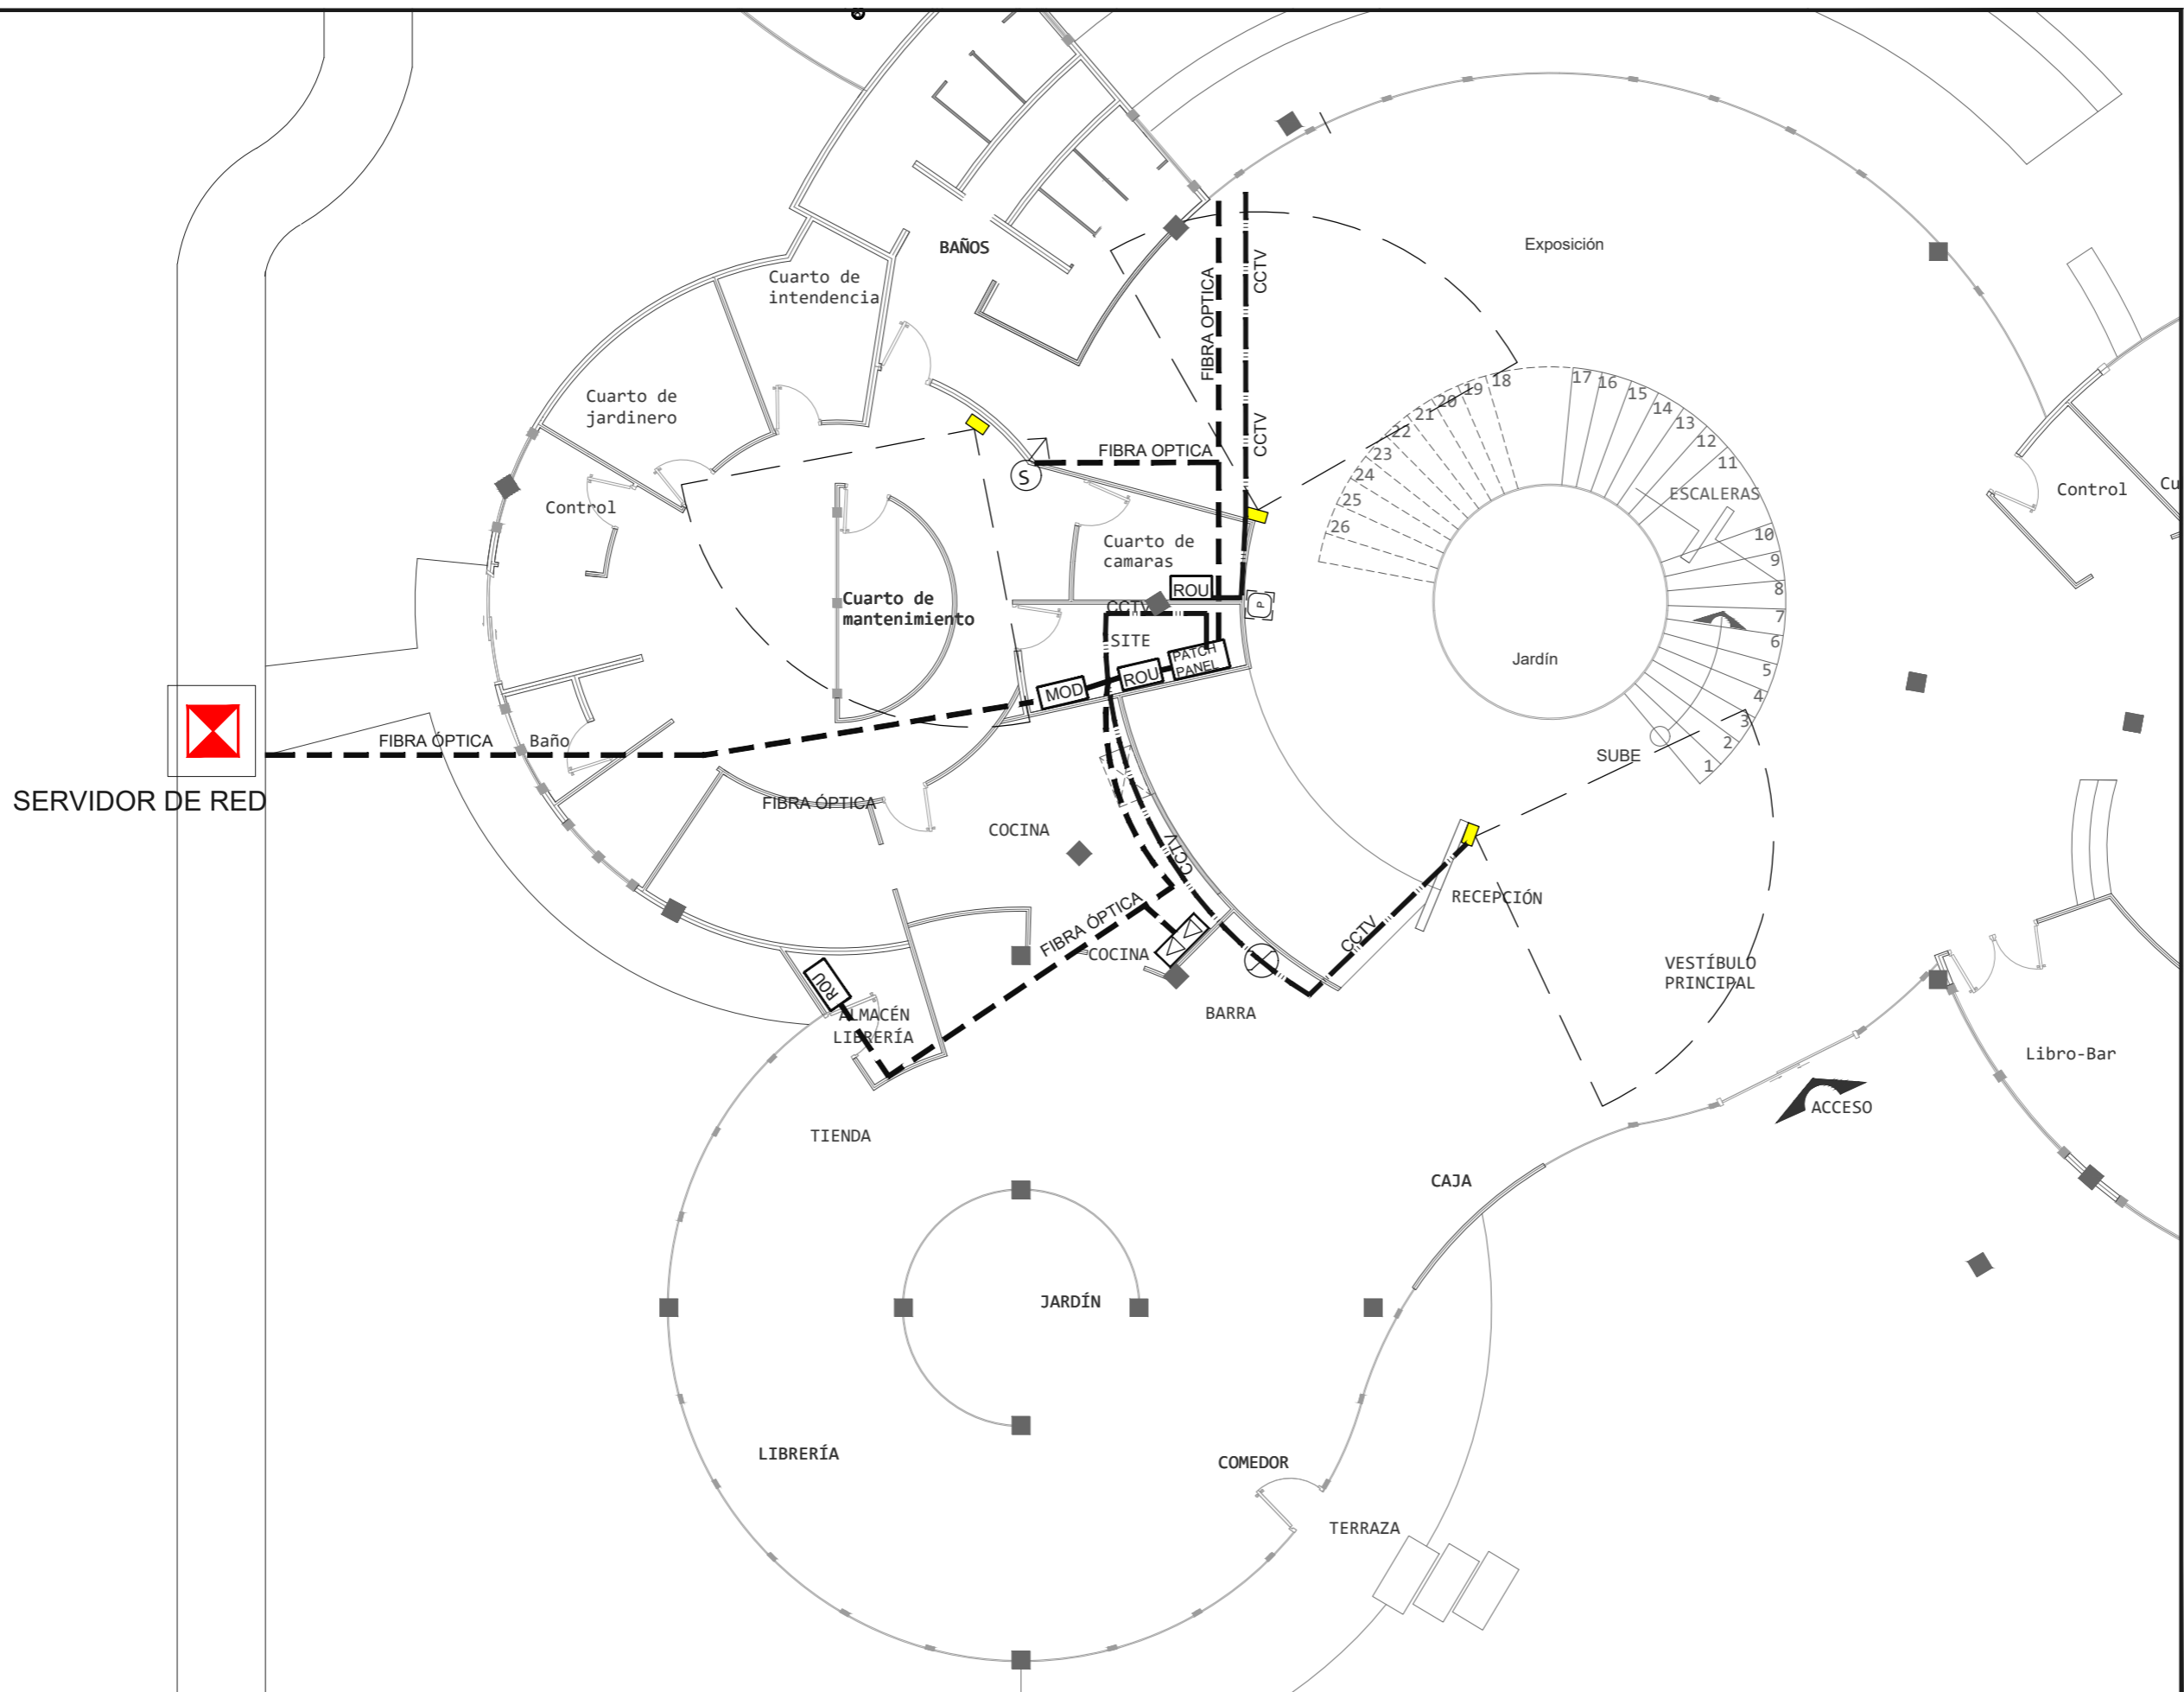 BAÑOS
Exposición
Cuarto de
intendencia
CCTV
FIBRA OPTICA
Cuarto de
jardinero
18
19
20
21
22
23
24
25
26
17
16
15
14
13
12
11
10
9
8
7
6
5
4
3
2
1
CCTV
FIBRA OPTICA
S
ESCALERAS
Control
Control
Cu
Cuarto de
camaras
ROU
P
Cuarto de
mantenimiento
CCTV
SITE
PATCH
PANEL
ROU
MOD
Jardín
FIBRA ÓPTICA
Baño
SUBE
SERVIDOR DE RED
FIBRA ÓPTICA
COCINA
CCTV
RECEPCIÓN
FIBRA ÓPTICA
CCTV
COCINA
VESTÍBULO
PRINCIPAL
ROU
ALMACÉN
LIBRERÍA
BARRA
Libro-Bar
ACCESO
TIENDA
CAJA
JARDÍN
LIBRERÍA
COMEDOR
TERRAZA